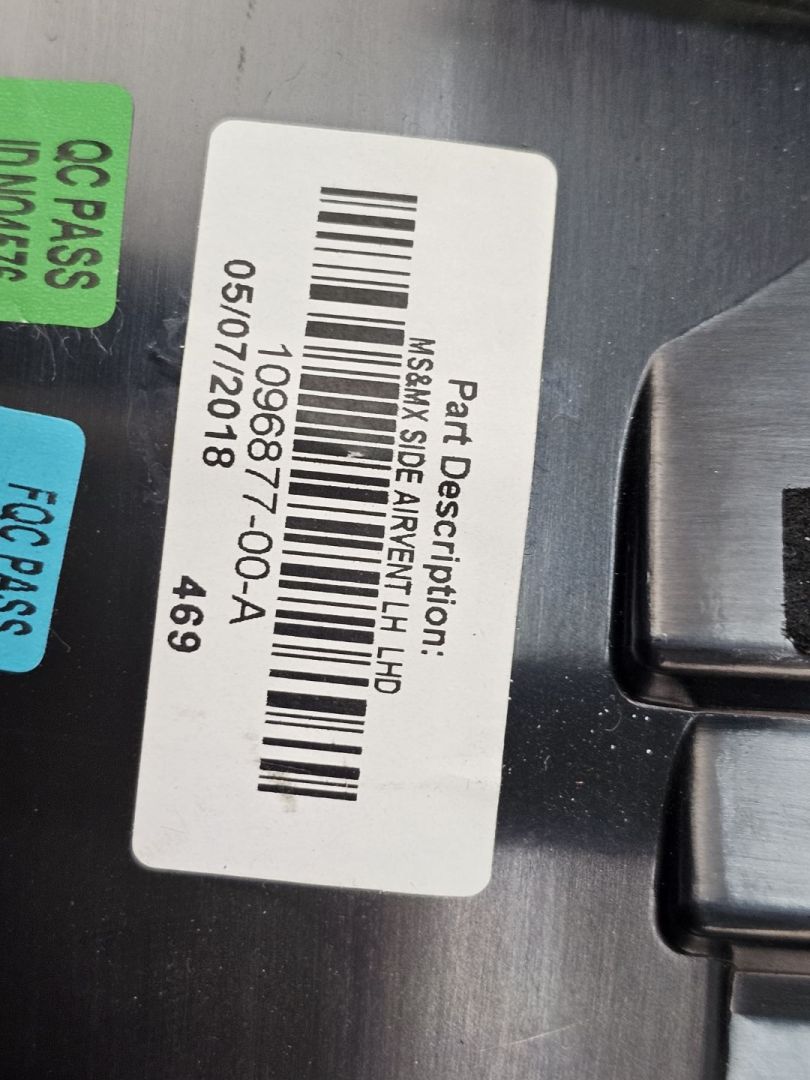 Part Description:
MS&MX SIDE AIRVENT LH LHD
1096877-00-A
05/07/2018 469
QC PASS
FQC PASS